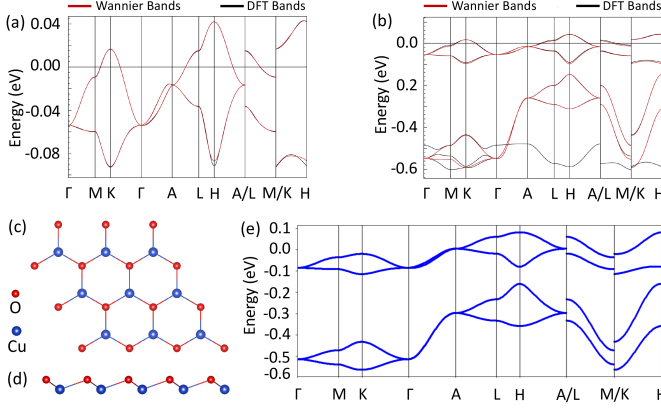 Wannier Bands DFT Bands
(a)
Energy (eV)
0.04
0.00
-0.04
-0.08
Γ M K Γ A L H A/L M/K H
Wannier Bands DFT Bands
(b)
Energy (eV)
0.0
-0.2
-0.4
-0.6
Γ M K Γ A L H A/L M/K H
(c)
O
Cu
(d)
(e)
Energy (eV)
0.1
0.0
-0.1
-0.2
-0.3
-0.4
-0.5
-0.6
Γ M K Γ A L H A/L M/K H